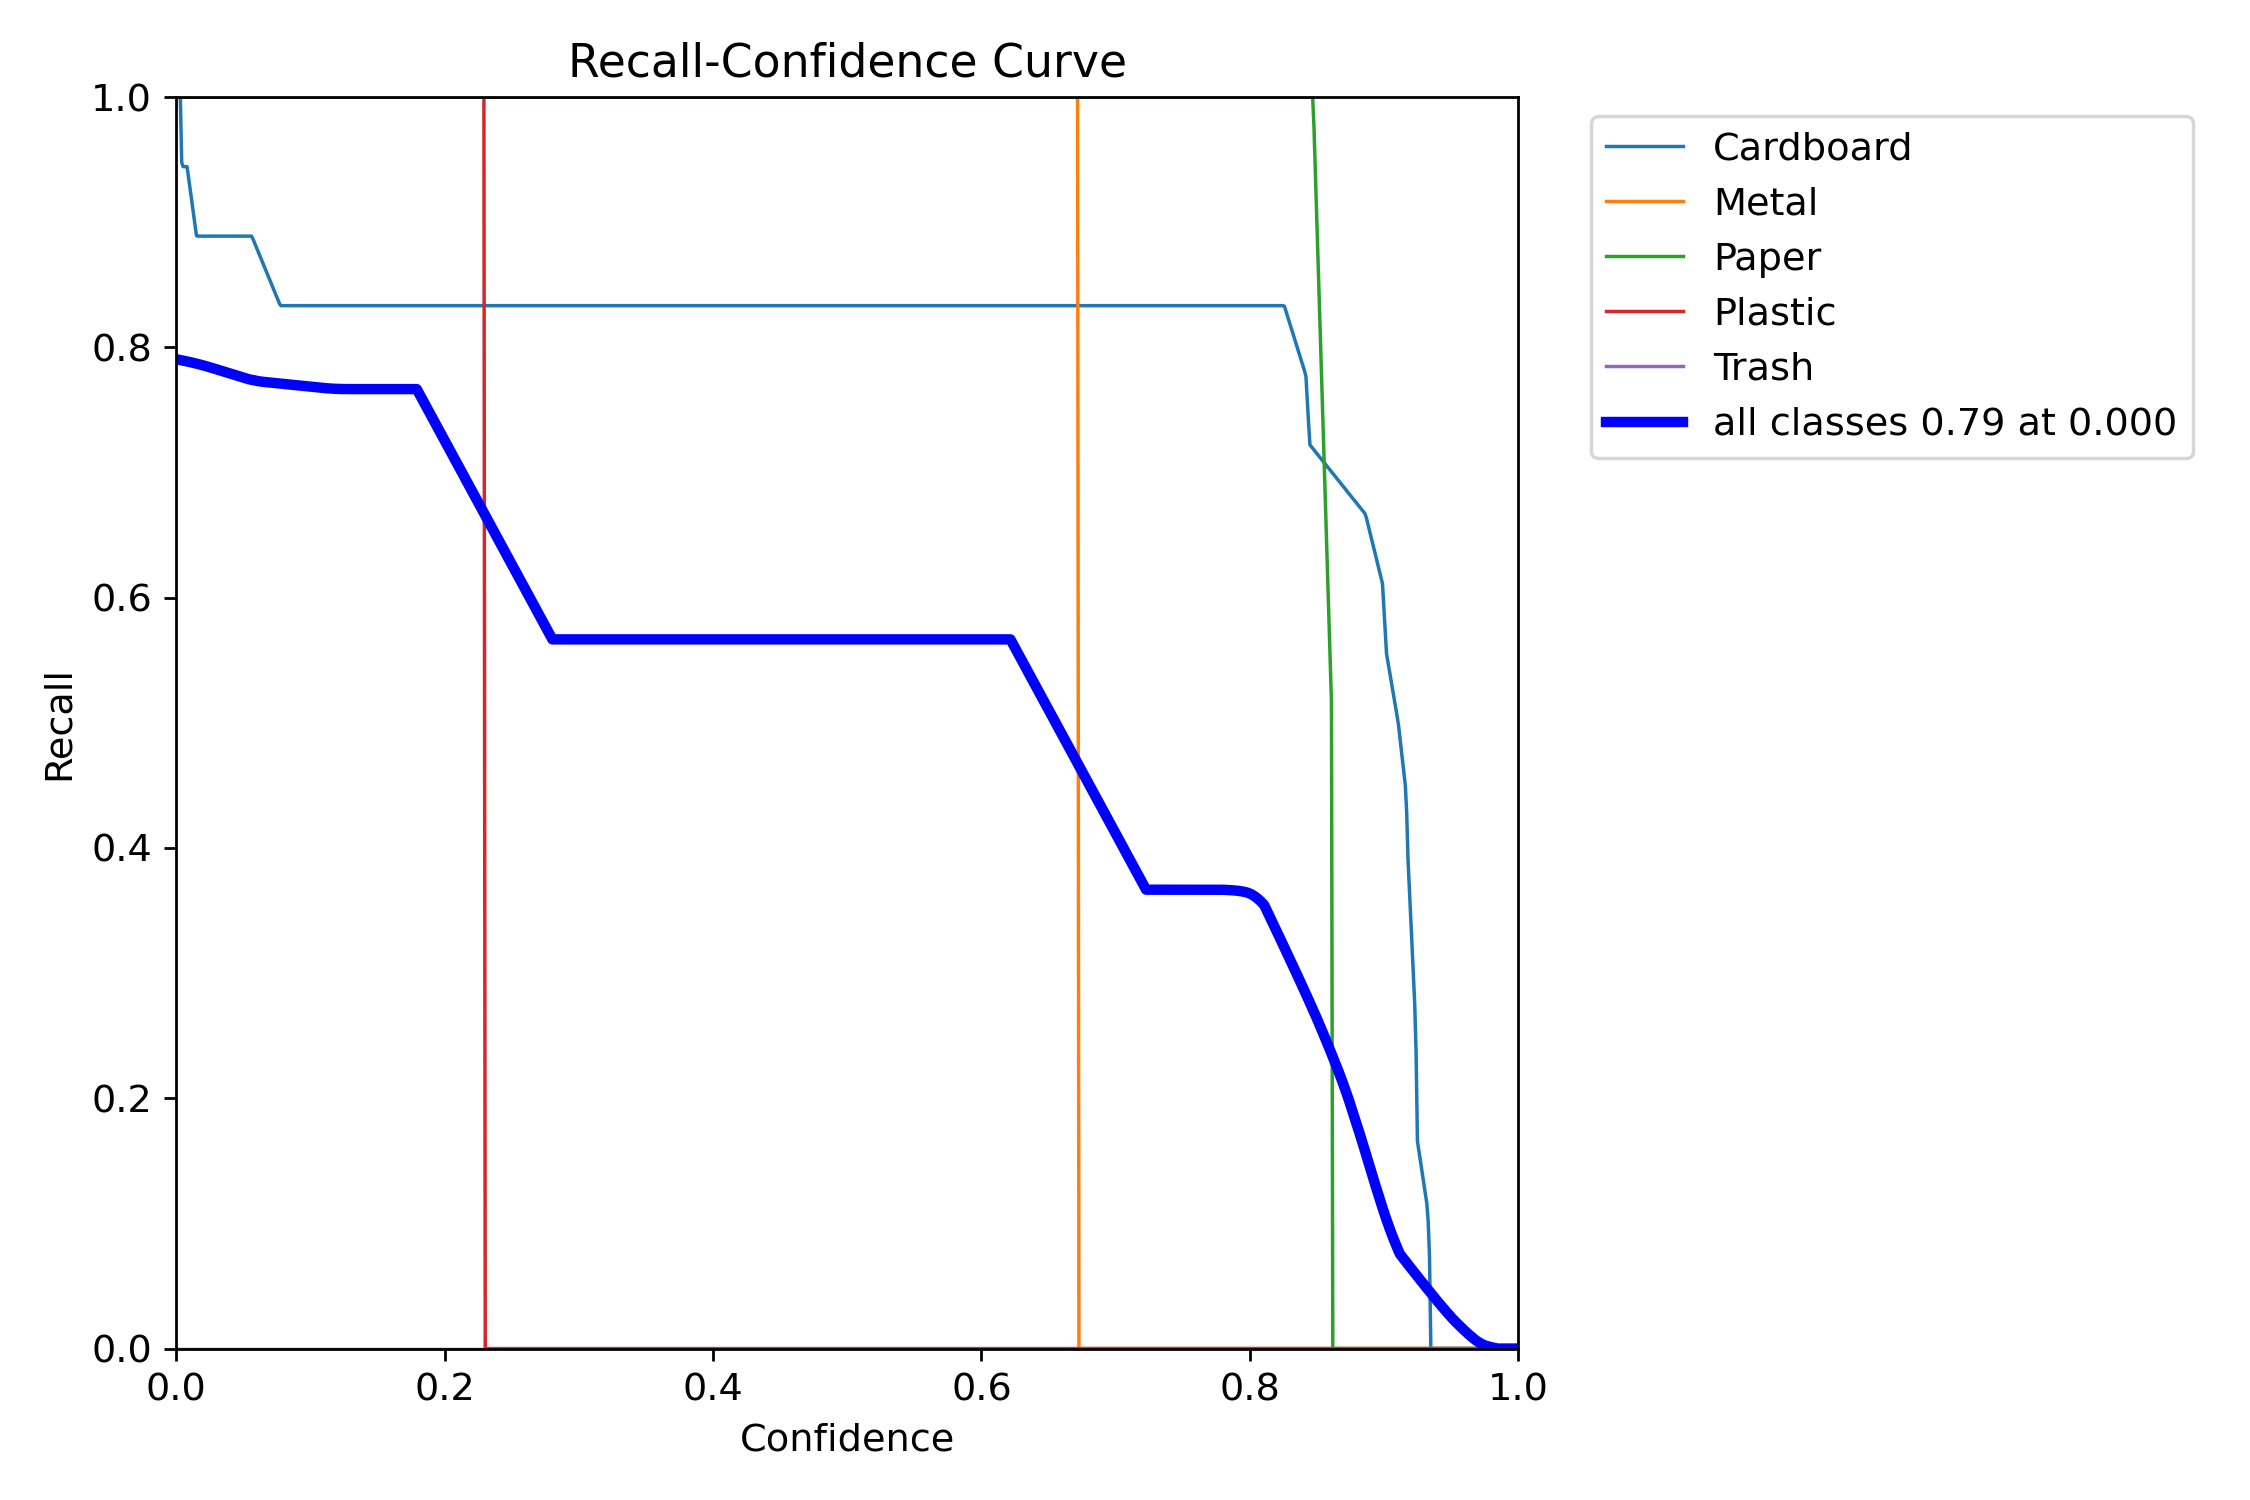 Recall-Confidence Curve
1.0
0.8
0.6
0.4
0.2
0.0
Recall
0.0 0.2 0.4 0.6 0.8 1.0
Confidence
Cardboard
Metal
Paper
Plastic
Trash
all classes 0.79 at 0.000